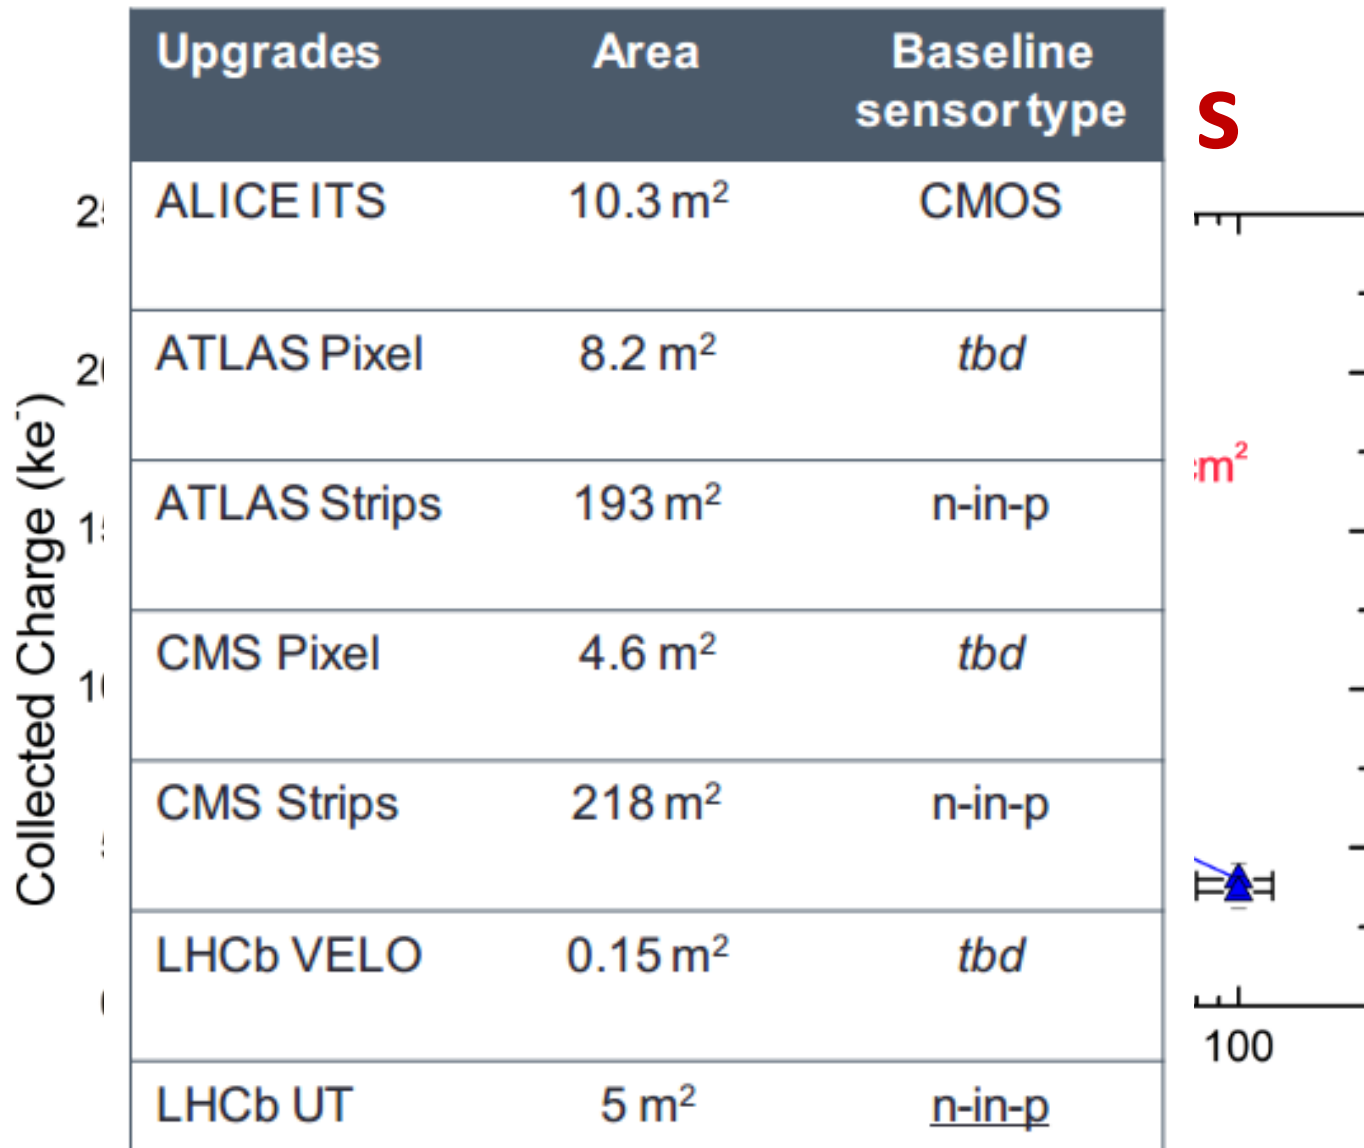 Upgrades Area Baseline sensor type
S
ALICE ITS 10.3 m² CMOS
ATLAS Pixel 8.2 m² tbd
ATLAS Strips 193 m² n-in-p
CMS Pixel 4.6 m² tbd
CMS Strips 218 m² n-in-p
LHCb VELO 0.15 m² tbd
LHCb UT 5 m² n-in-p
Collected Charge (ke⁻)
m²
100